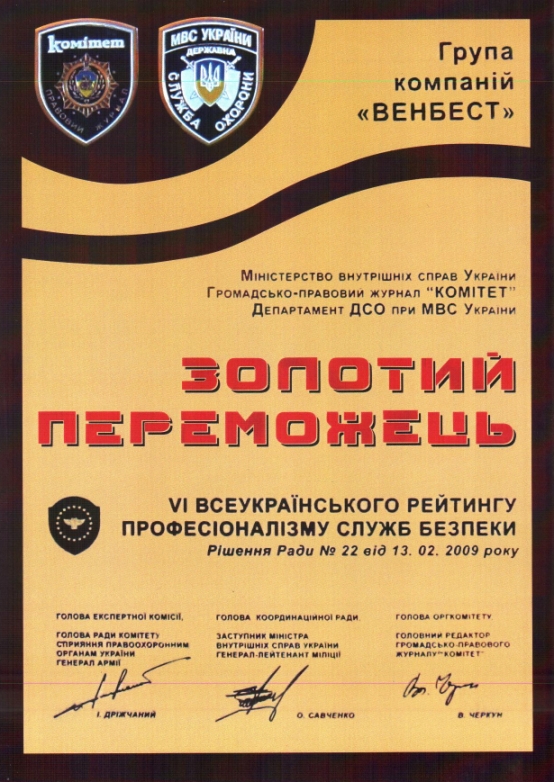 Комітет
ПРАВОВИЙ ЖУРНАЛ
МВС УКРАЇНИ
ДЕРЖАВНА
СЛУЖБА ОХОРОНИ
Група
компаній
«ВЕНБЕСТ»
Міністерство внутрішніх справ України
Громадсько-правовий журнал "КОМІТЕТ"
Департамент ДСО при МВС України
ЗОЛОТИЙ
ПЕРЕМОЖЕЦЬ
VI ВСЕУКРАЇНСЬКОГО РЕЙТИНГУ
ПРОФЕСІОНАЛІЗМУ СЛУЖБ БЕЗПЕКИ
Рішення Ради № 22 від 13. 02. 2009 року
ГОЛОВА ЕКСПЕРТНОЇ КОМІСІЇ,
ГОЛОВА РАДИ КОМІТЕТУ
СПРИЯННЯ ПРАВООХОРОННИМ
ОРГАНАМ УКРАЇНИ
ГЕНЕРАЛ АРМІЇ
І. ДРІЖЧАНИЙ
ГОЛОВА КООРДИНАЦІЙНОЇ РАДИ,
ЗАСТУПНИК МІНІСТРА
ВНУТРІШНІХ СПРАВ УКРАЇНИ
ГЕНЕРАЛ-ЛЕЙТЕНАНТ МІЛІЦІЇ
О. САВЧЕНКО
ГОЛОВА ОРГКОМІТЕТУ,
ГОЛОВНИЙ РЕДАКТОР
ГРОМАДСЬКО-ПРАВОВОГО
ЖУРНАЛУ "КОМІТЕТ"
В. ЧЕРКУН